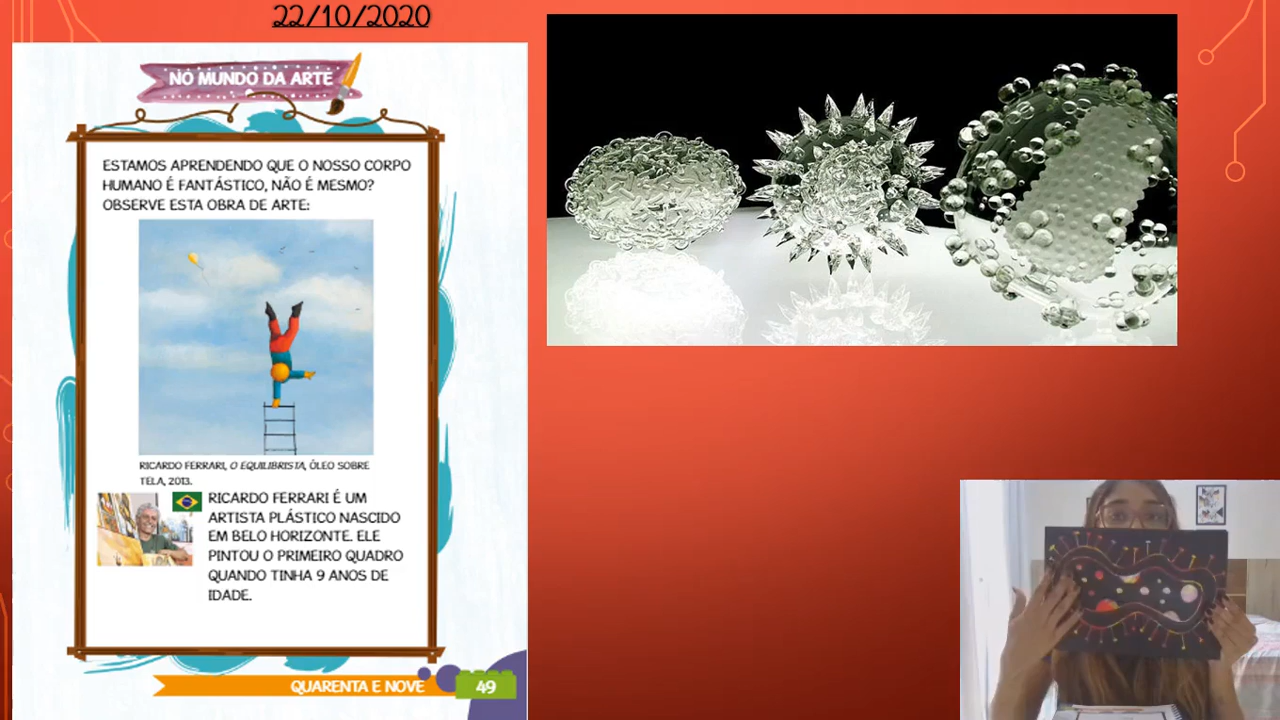 22/10/2020
NO MUNDO DA ARTE
ESTAMOS APRENDENDO QUE O NOSSO CORPO
HUMANO É FANTÁSTICO, NÃO É MESMO?
OBSERVE ESTA OBRA DE ARTE:
RICARDO FERRARI, O EQUILIBRISTA, ÓLEO SOBRE
TELA, 2013.
RICARDO FERRARI É UM
ARTISTA PLÁSTICO NASCIDO
EM BELO HORIZONTE. ELE
PINTOU O PRIMEIRO QUADRO
QUANDO TINHA 9 ANOS DE
IDADE.
QUARENTA E NOVE
49